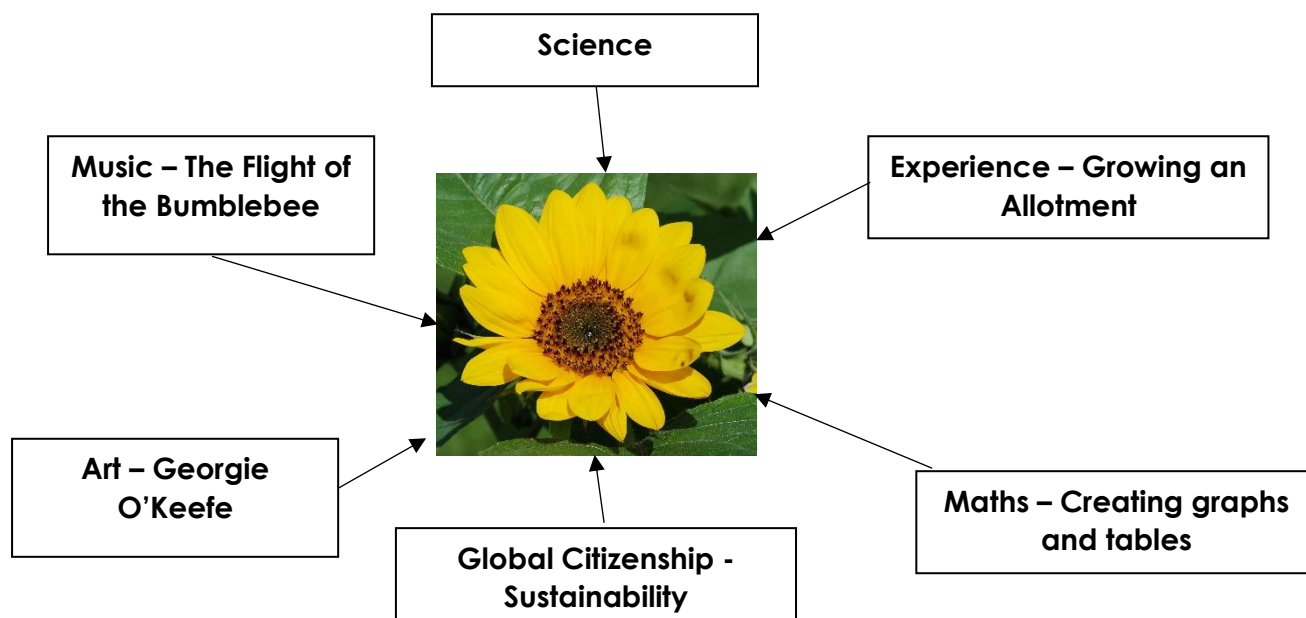 Science
Music – The Flight of
the Bumblebee
Experience – Growing an
Allotment
Art – Georgie
O’Keefe
Maths – Creating graphs
and tables
Global Citizenship -
Sustainability